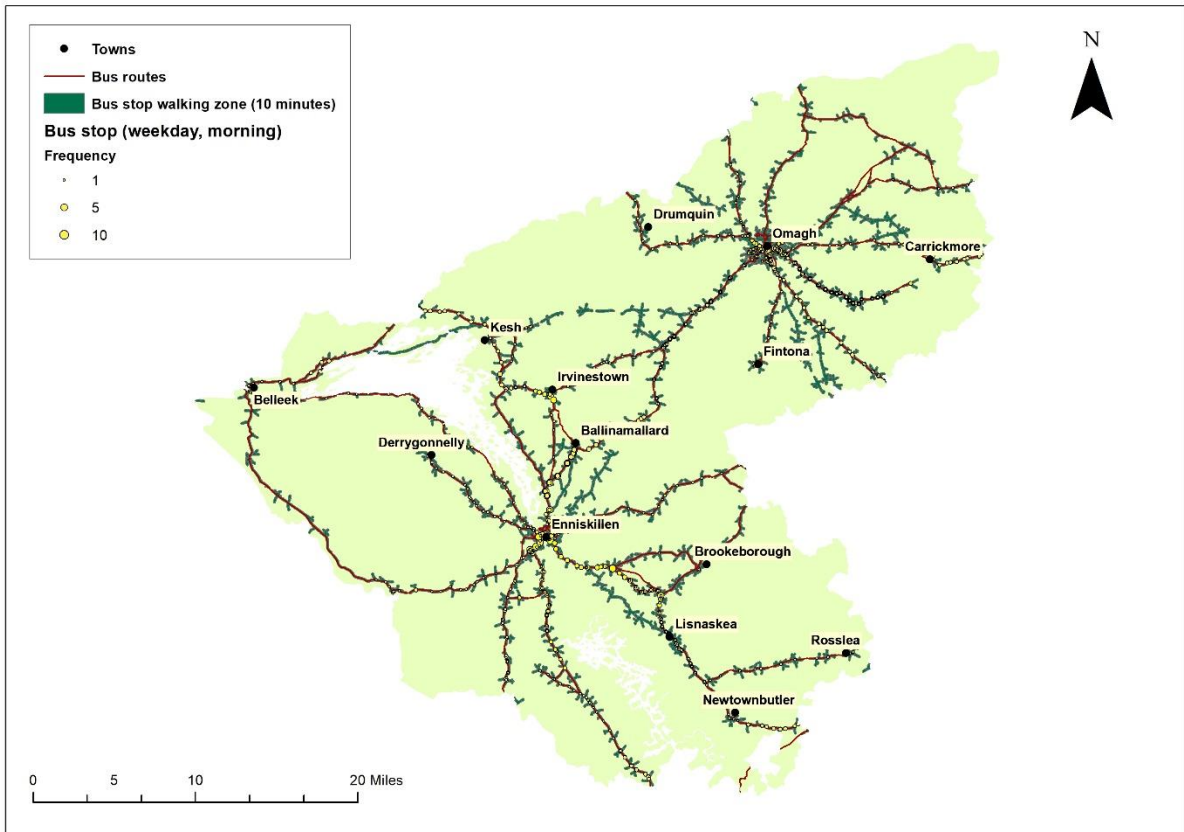 Towns
Bus routes
Bus stop walking zone (10 minutes)
Bus stop (weekday, morning)
Frequency
1
5
10
N
Drumquin
Omagh
Carrickmore
Kesh
Fintona
Irvinestown
Belleek
Ballinamallard
Derrygonnelly
Enniskillen
Brookeborough
Lisnaskea
Rosslea
Newtownbutler
0 5 10 20 Miles